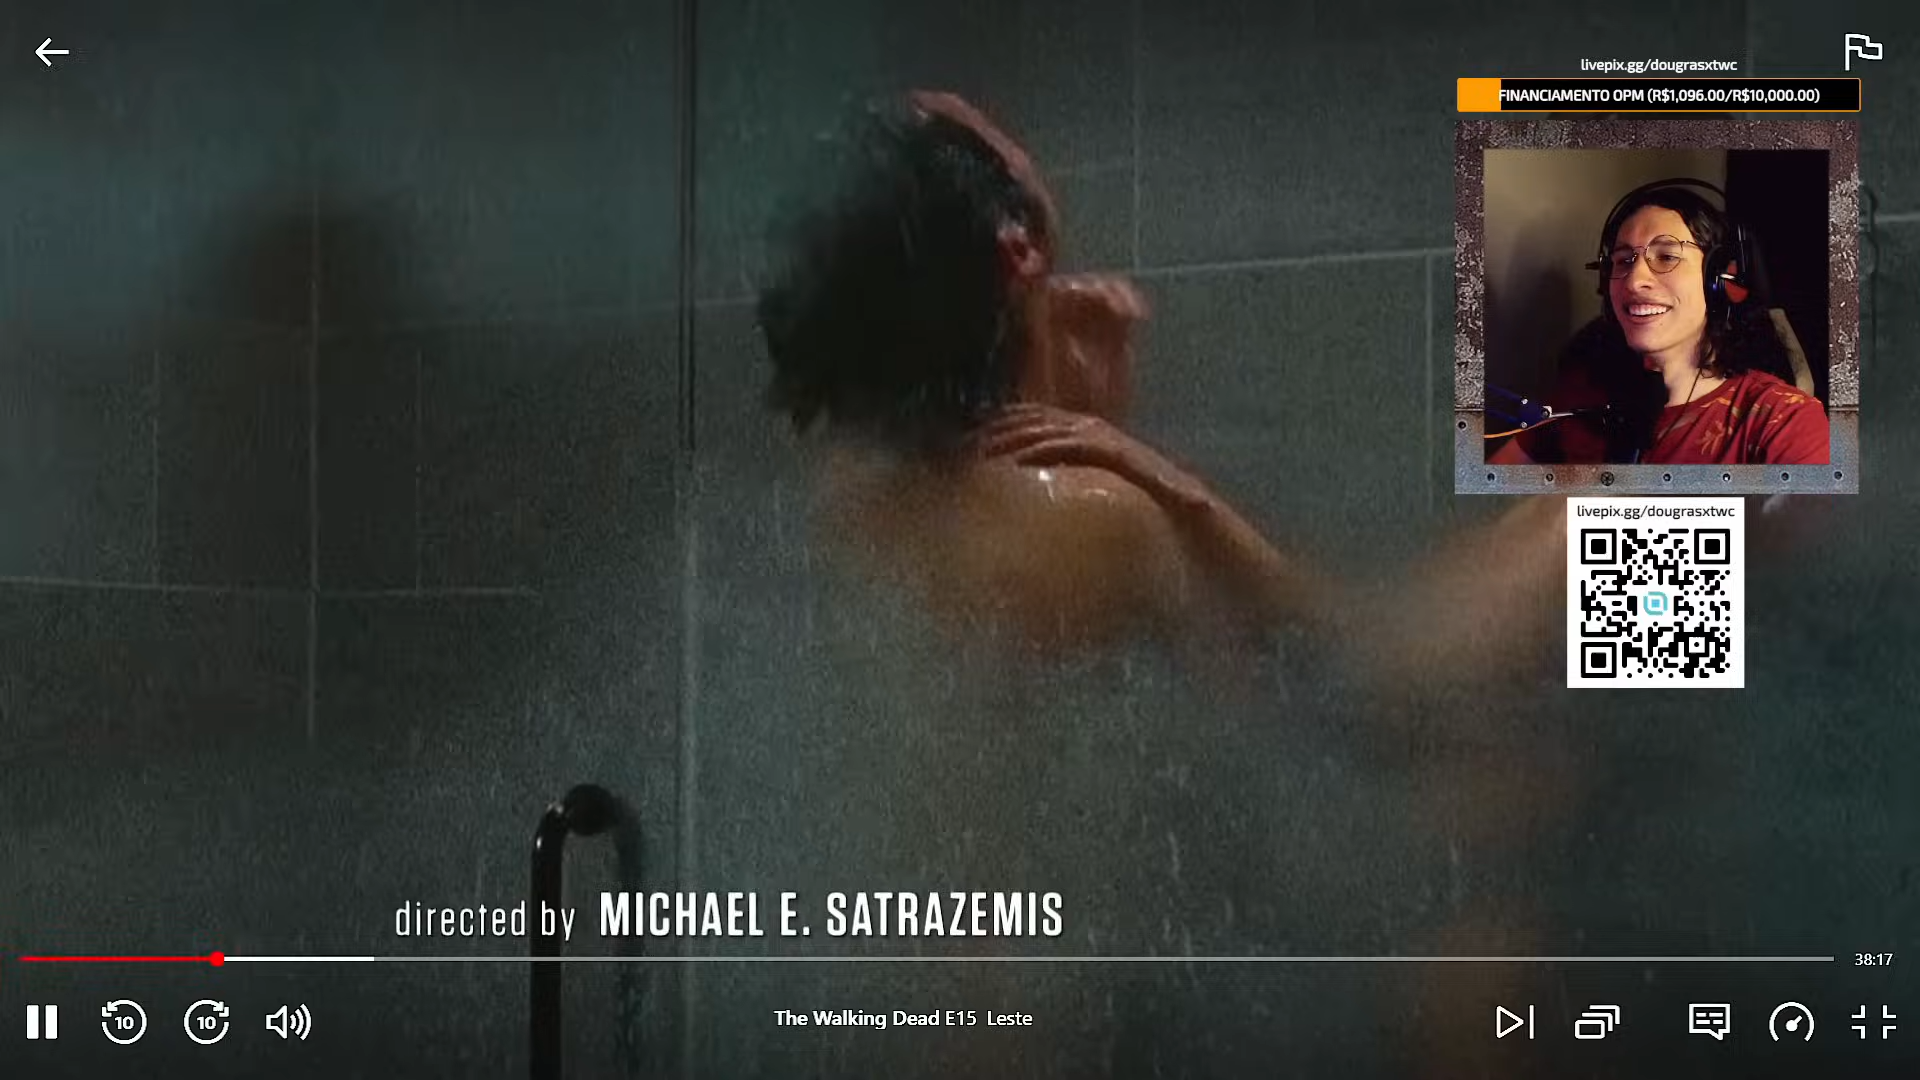 livepix.gg/dougrasxtwc
FINANCIAMENTO OPM (R$1,096.00/R$10,000.00)
livepix.gg/dougrasxtwc
directed by MICHAEL E. SATRAZEMIS
38:17
10
10
The Walking Dead E15 Leste